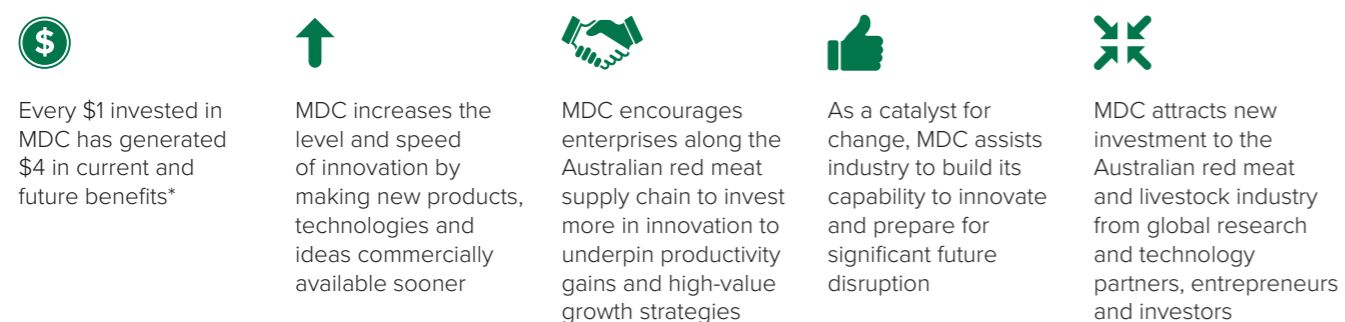 $
Every $1 invested in
MDC has generated
$4 in current and
future benefits*
MDC increases the
level and speed
of innovation by
making new products,
technologies and
ideas commercially
available sooner
MDC encourages
enterprises along the
Australian red meat
supply chain to invest
more in innovation to
underpin productivity
gains and high-value
growth strategies
As a catalyst for
change, MDC assists
industry to build its
capability to innovate
and prepare for
significant future
disruption
MDC attracts new
investment to the
Australian red meat
and livestock industry
from global research
and technology
partners, entrepreneurs
and investors